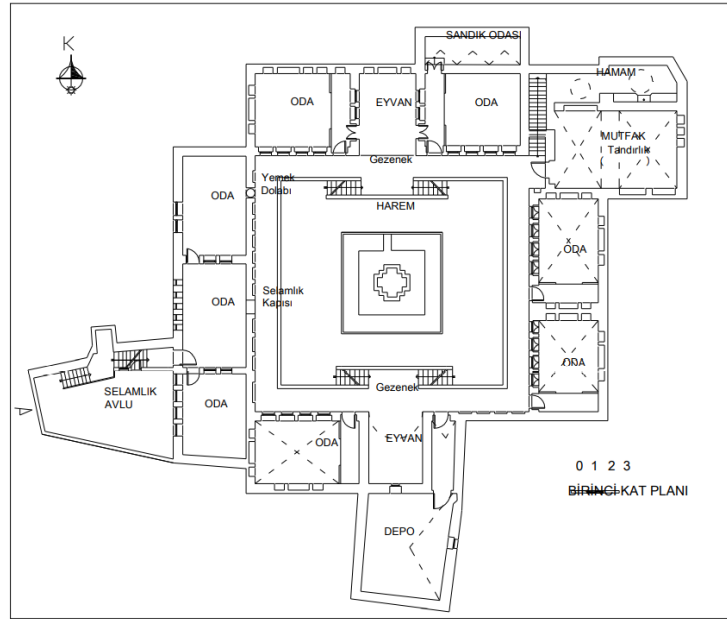 K
SANDIK ODASI
HAMAM
ODA
EYVAN
ODA
MUTFAK
Tandırlık
( )
Gezenek
Yemek
Dolabı
ODA
HAREM
ODA
Selamlık
Kapısı
ODA
ODA
Gezenek
SELAMLIK
AVLU
ODA
ODA
EYVAN
0 1 2 3
BİRİNCİ KAT PLANI
DEPO